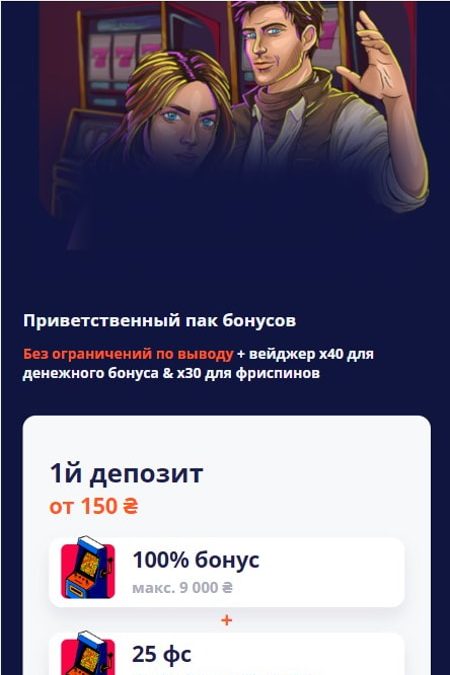 Приветственный пак бонусов
Без ограничений по выводу + вейджер x40 для
денежного бонуса & x30 для фриспинов
1й депозит
от 150 ₴
100% бонус
макс. 9 000 ₴
+
25 фс